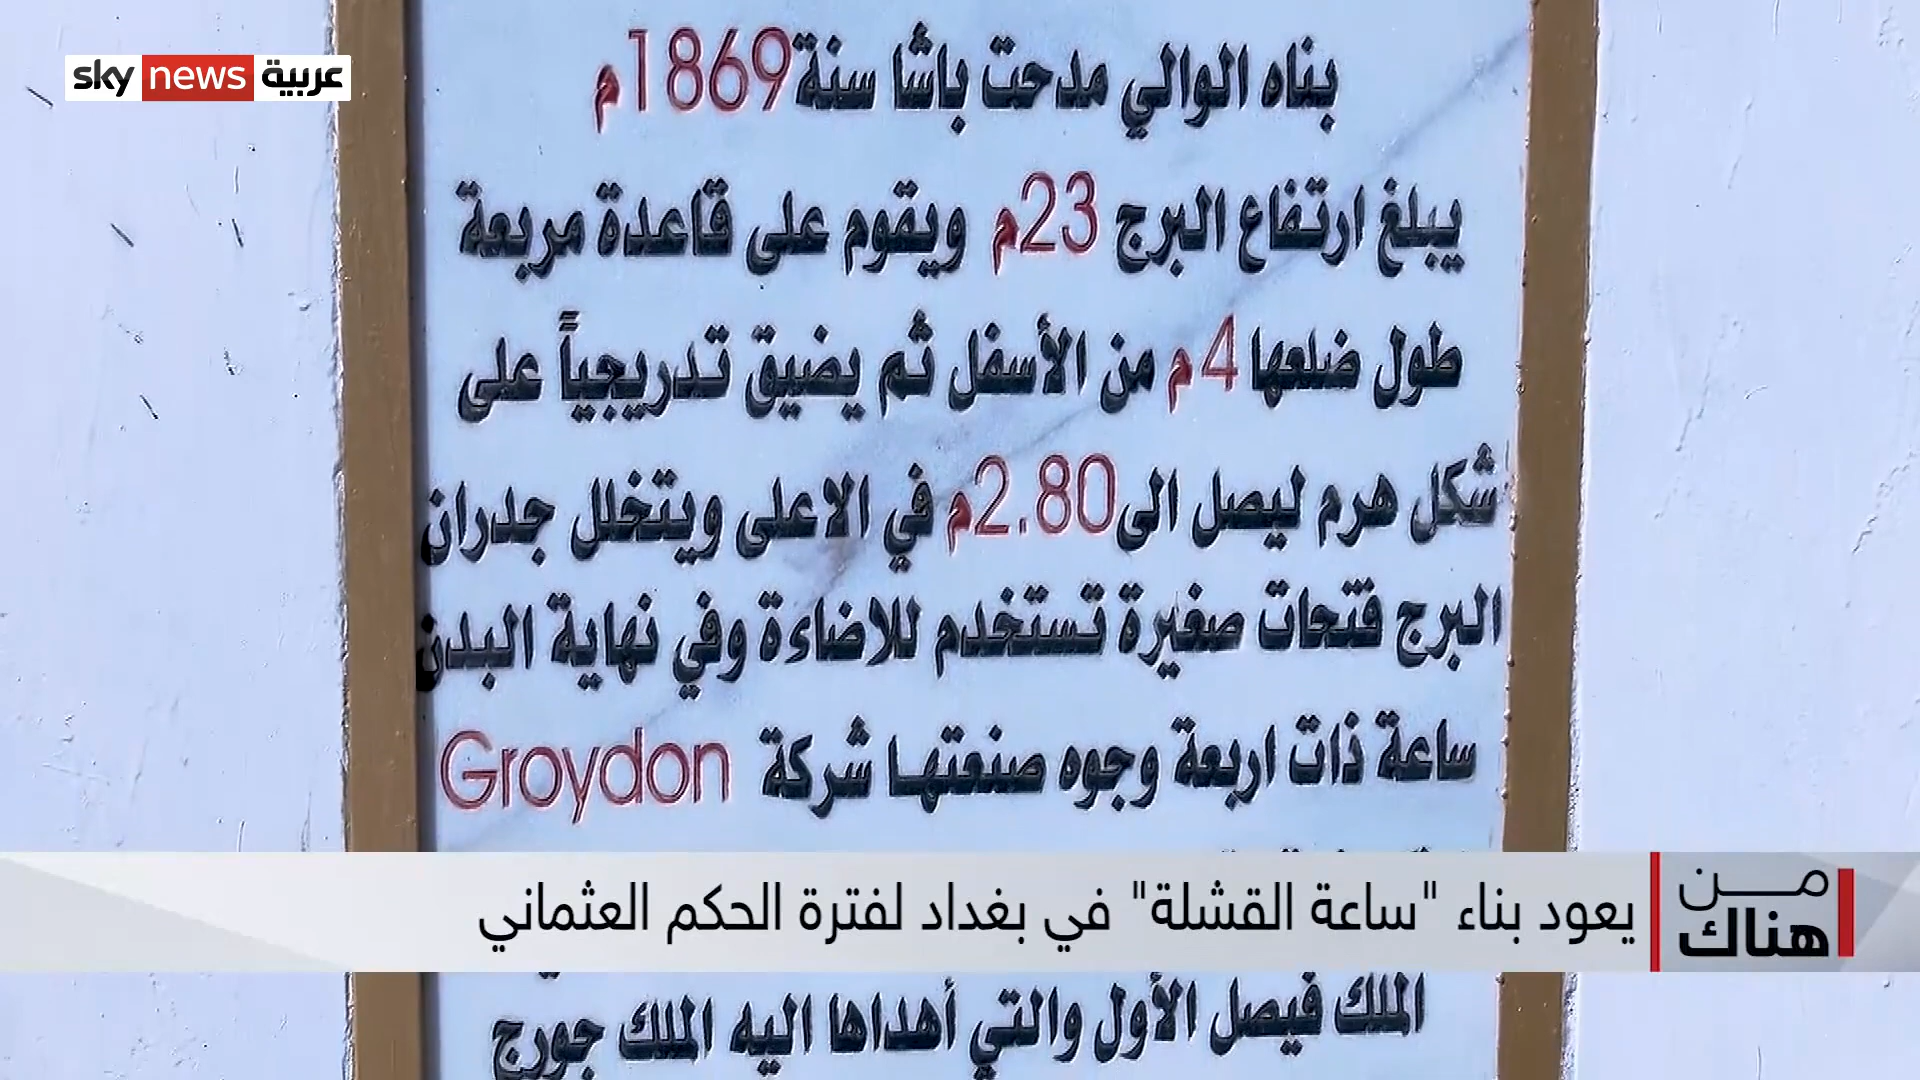 sky news عربية
بناه الوالي مدحت باشا سنة 1869م
يبلغ ارتفاع البرج 23م ويقوم على قاعدة مربعة
طول ضلعها 4م من الأسفل ثم يضيق تدريجياً على
شكل هرم ليصل الى 2.80م في الاعلى ويتخلل جدران
البرج فتحات صغيرة تستخدم للاضاءة وفي نهاية البدن
ساعة ذات اربعة وجوه صنعتها شركة Groydon
من
هناك
يعود بناء "ساعة القشلة" في بغداد لفترة الحكم العثماني
الملك فيصل الأول والتي أهداها اليه الملك جورج